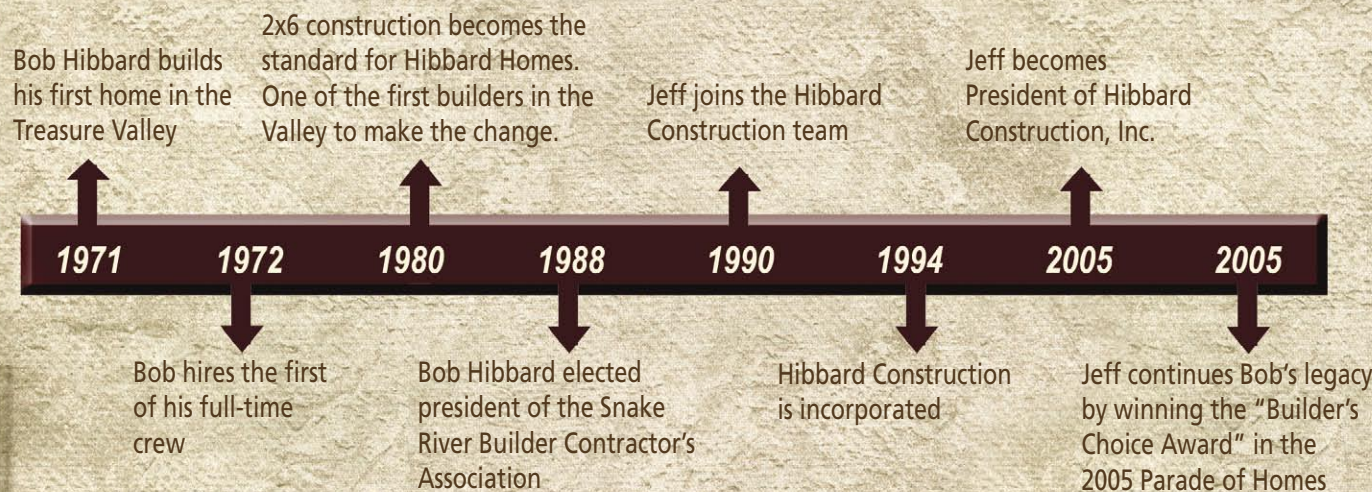 Bob Hibbard builds
his first home in the
Treasure Valley
2x6 construction becomes the
standard for Hibbard Homes.
One of the first builders in the
Valley to make the change.
Jeff joins the Hibbard
Construction team
Jeff becomes
President of Hibbard
Construction, Inc.
1971
1972
1980
1988
1990
1994
2005
2005
Bob hires the first
of his full-time
crew
Bob Hibbard elected
president of the Snake
River Builder Contractor's
Association
Hibbard Construction
is incorporated
Jeff continues Bob's legacy
by winning the “Builder's
Choice Award” in the
2005 Parade of Homes